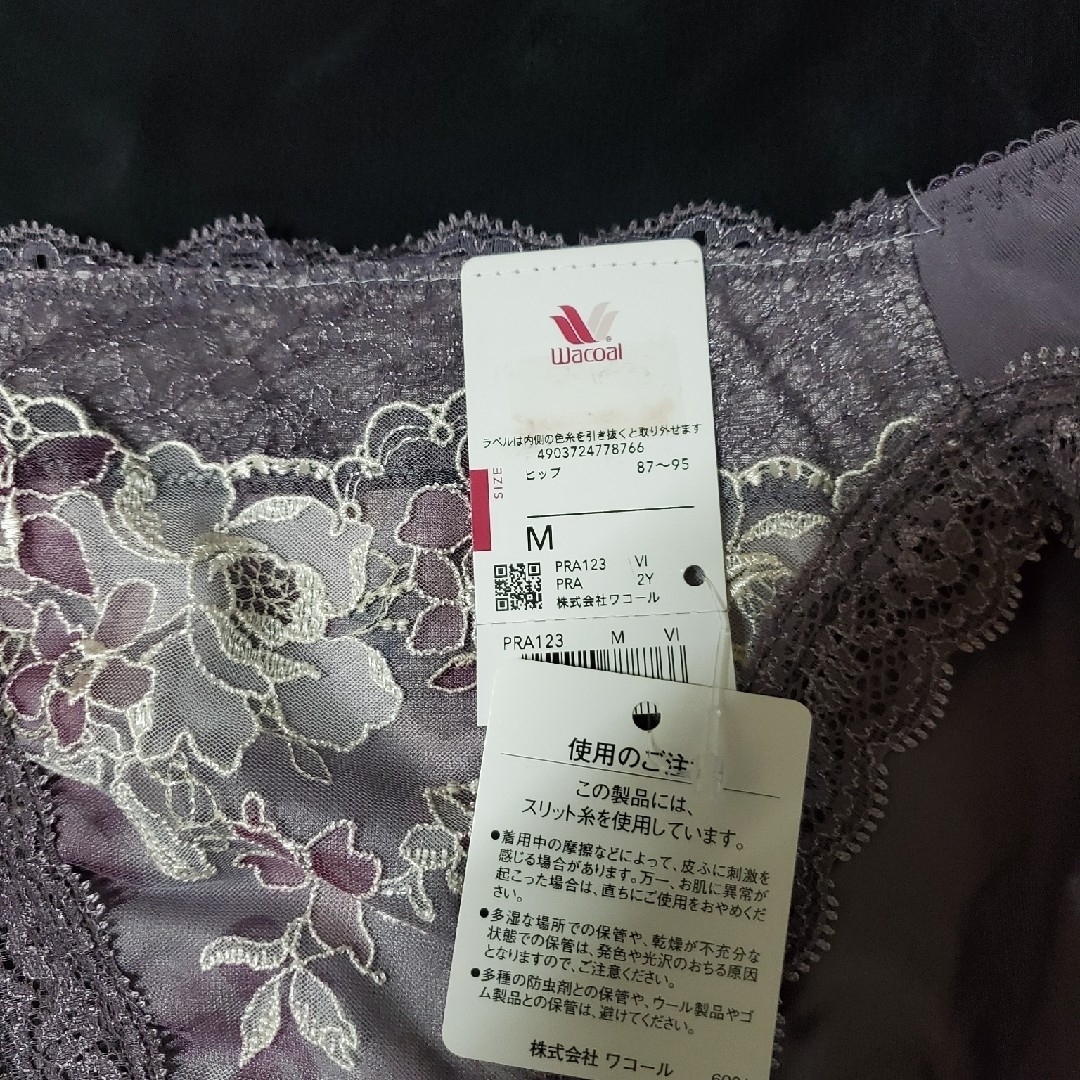 Wacoal
ラベルは内側の色糸を引き抜くと取り外せます
4903724778766
SIZE
ヒップ 87〜95
M
PRA123 VI
PRA 2Y
株式会社ワコール
PRA123 M VI
使用のご注
この製品には、
スリット糸を使用しています。
●着用中の摩擦などによって、皮ふに刺激を
感じる場合があります。万一、お肌に異常が
起こった場合は、直ちにご使用をおやめくだ
さい。
●多湿な場所での保管や、乾燥が不充分な
状態での保管は、発色や光沢のおちる原因
となりますので、ご注意ください。
●多種の防虫剤との保管や、ウール製品やゴ
ム製品との保管は、避けてください。
株式会社 ワコール